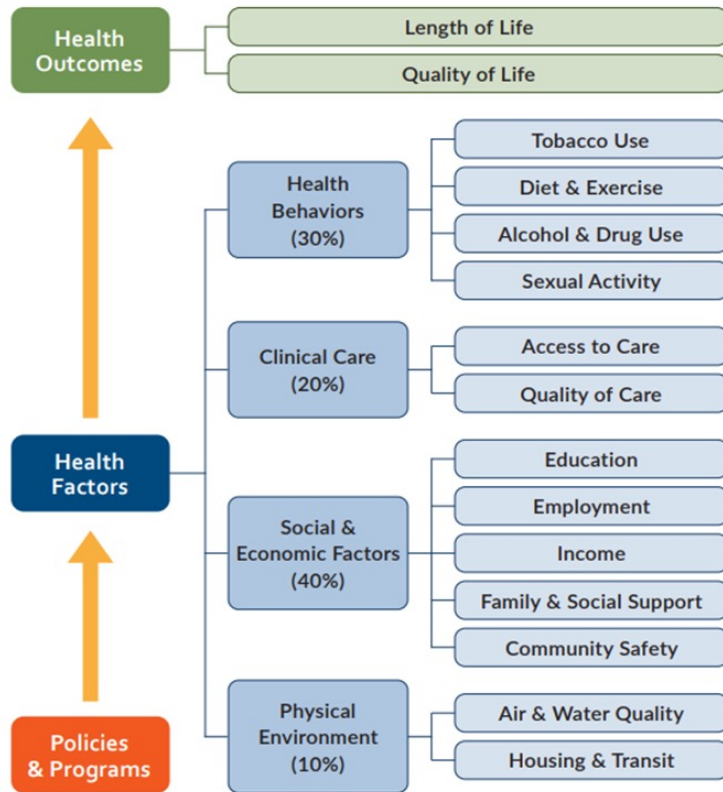 Health
Outcomes
Length of Life
Quality of Life
Health
Behaviors
(30%)
Tobacco Use
Diet & Exercise
Alcohol & Drug Use
Sexual Activity
Clinical Care
(20%)
Access to Care
Quality of Care
Health
Factors
Social &
Economic Factors
(40%)
Education
Employment
Income
Family & Social Support
Community Safety
Physical
Environment
(10%)
Air & Water Quality
Housing & Transit
Policies
& Programs